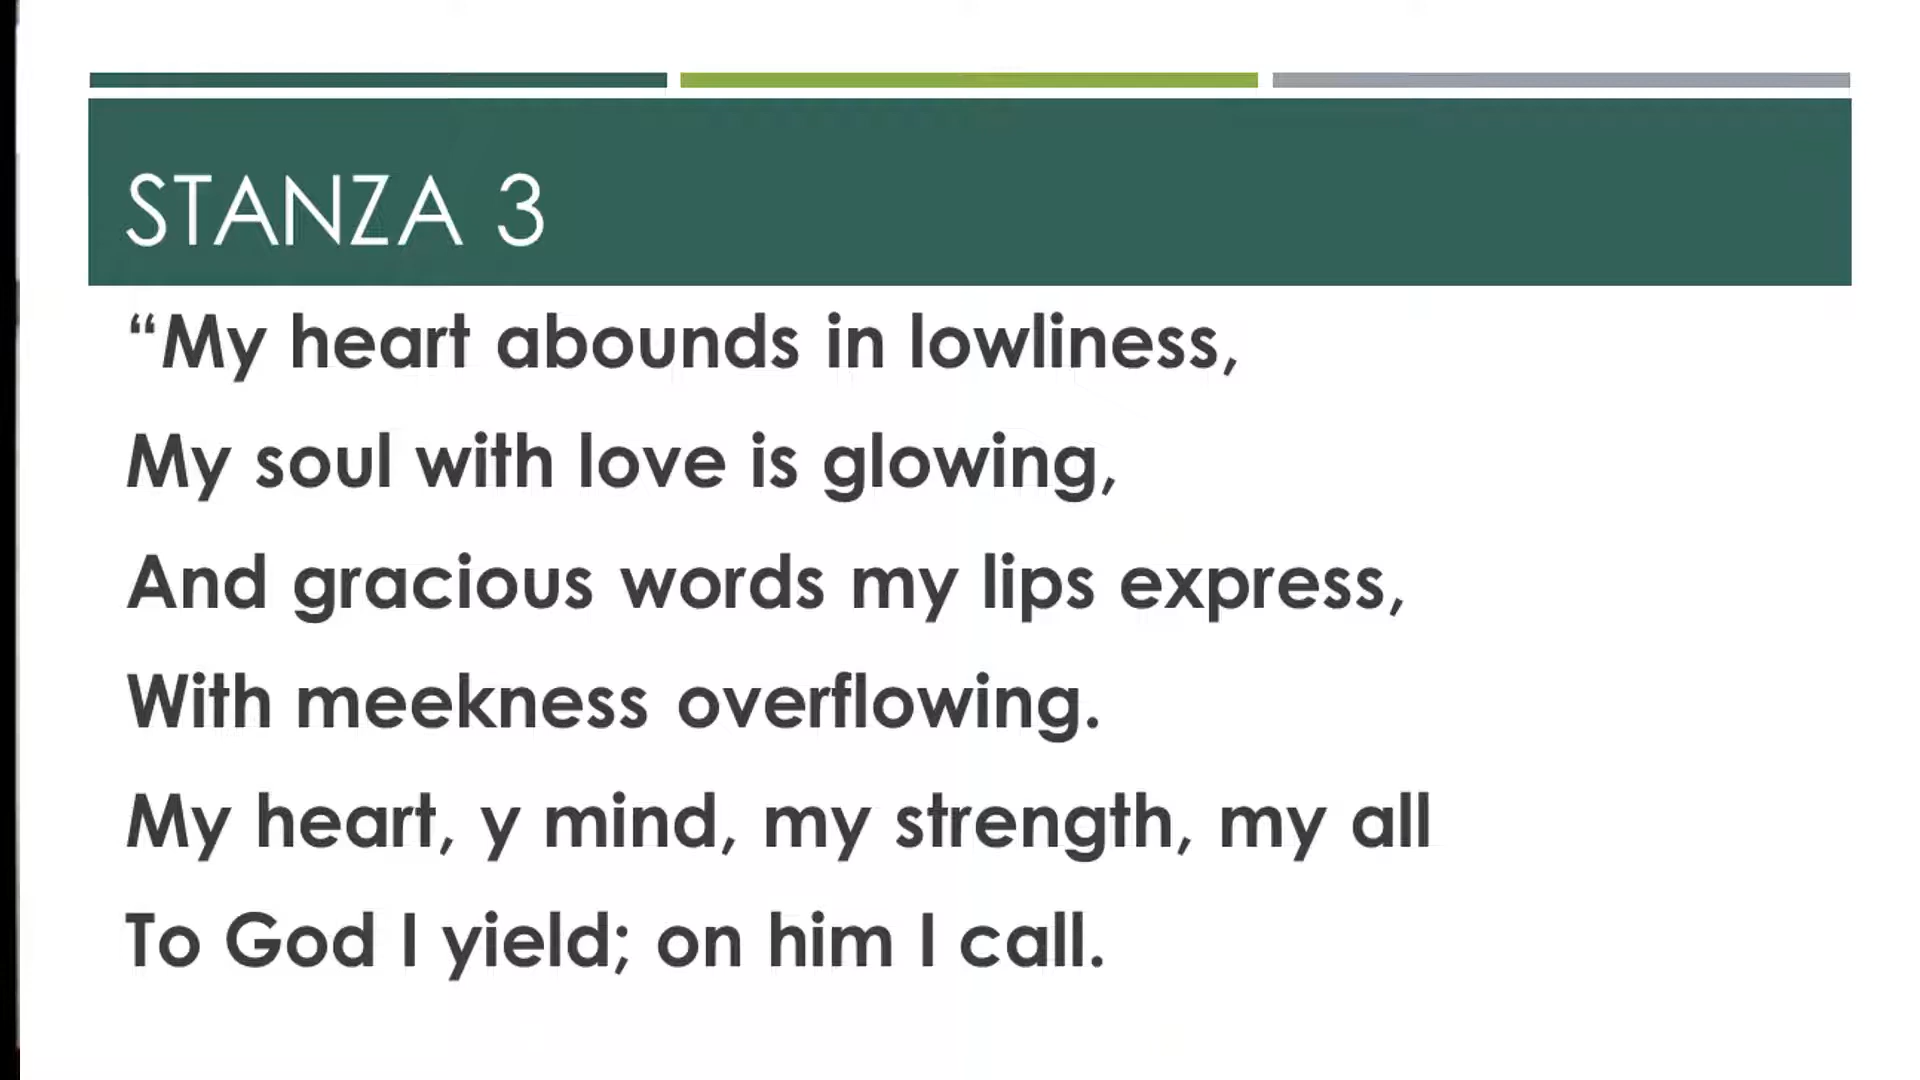 STANZA 3
“My heart abounds in lowliness,
My soul with love is glowing,
And gracious words my lips express,
With meekness overflowing.
My heart, y mind, my strength, my all
To God I yield; on him I call.